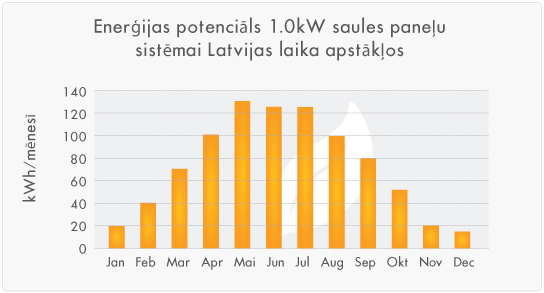 Enerģijas potenciāls 1.0kW saules paneļu
sistēmai Latvijas laika apstākļos
kWh/mēnesī
140
120
100
80
60
40
20
0
Jan Feb Mar Apr Mai Jun Jul Aug Sep Okt Nov Dec